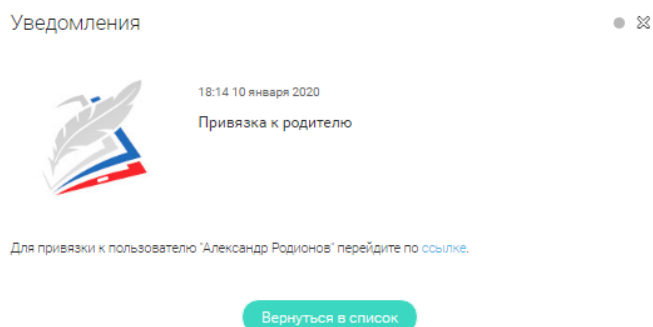 Уведомления
18:14 10 января 2020
Привязка к родителю
Для привязки к пользователю "Александр Родионов" перейдите по ссылке.
Вернуться в список